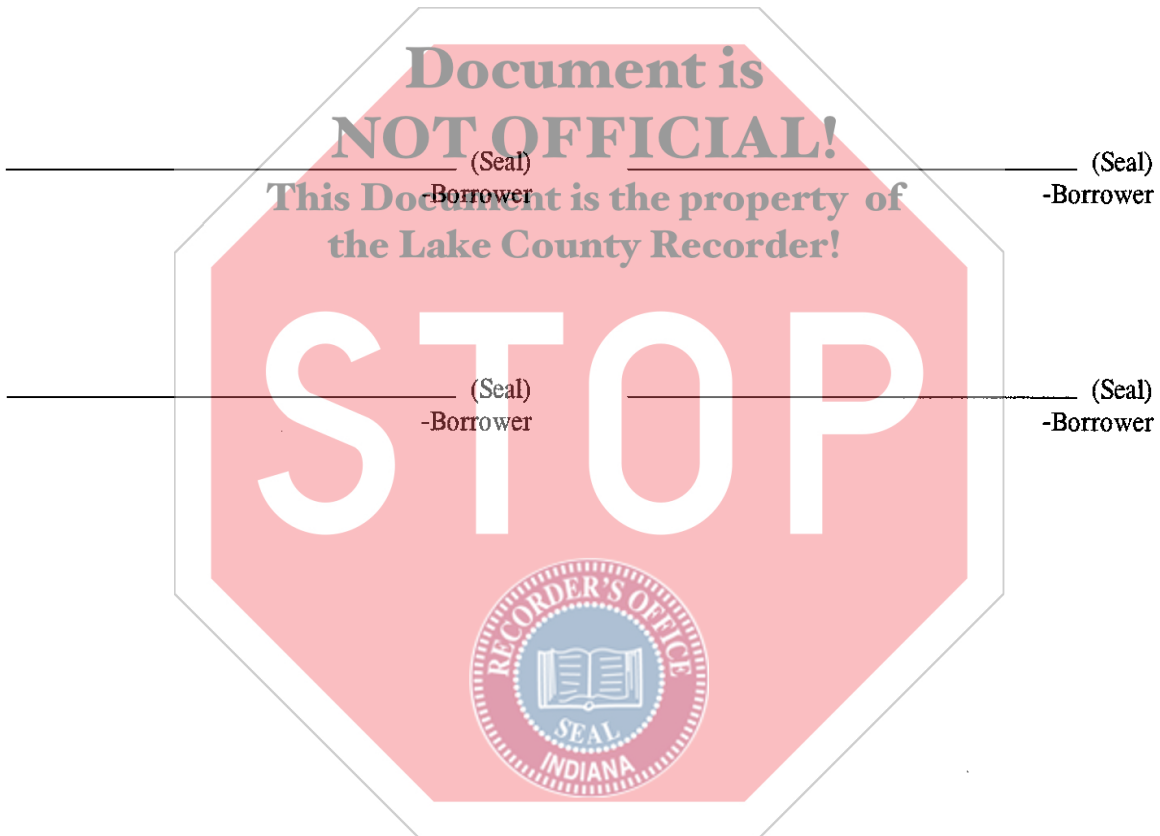 Document is
NOT OFFICIAL!
(Seal) (Seal)
-Borrower -Borrower
This Document is the property of
the Lake County Recorder!
STOP
(Seal) (Seal)
-Borrower -Borrower
RECORDER'S OFFICE
SEAL
INDIANA